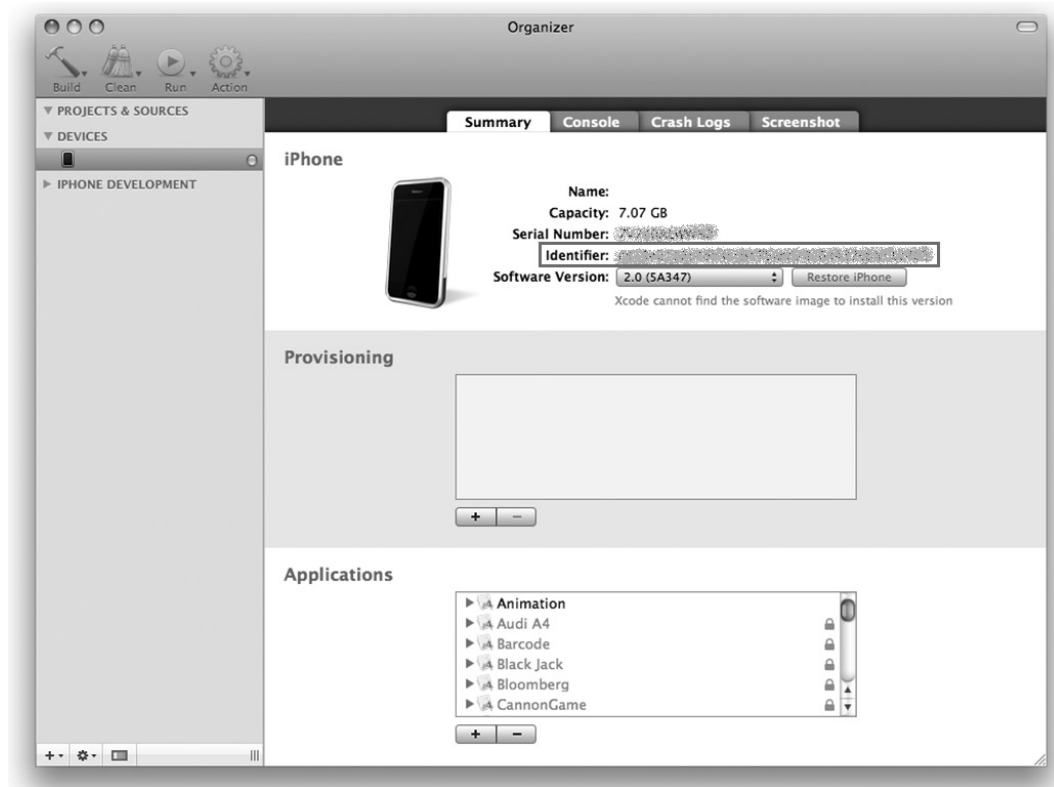 Organizer
Build Clean Run Action
PROJECTS & SOURCES
DEVICES
IPHONE DEVELOPMENT
Summary Console Crash Logs Screenshot
iPhone
Name:
Capacity: 7.07 GB
Serial Number:
Identifier:
Software Version: 2.0 (5A347) Restore iPhone
Xcode cannot find the software image to install this version
Provisioning
Applications
Animation
Audi A4
Barcode
Black Jack
Bloomberg
CannonGame